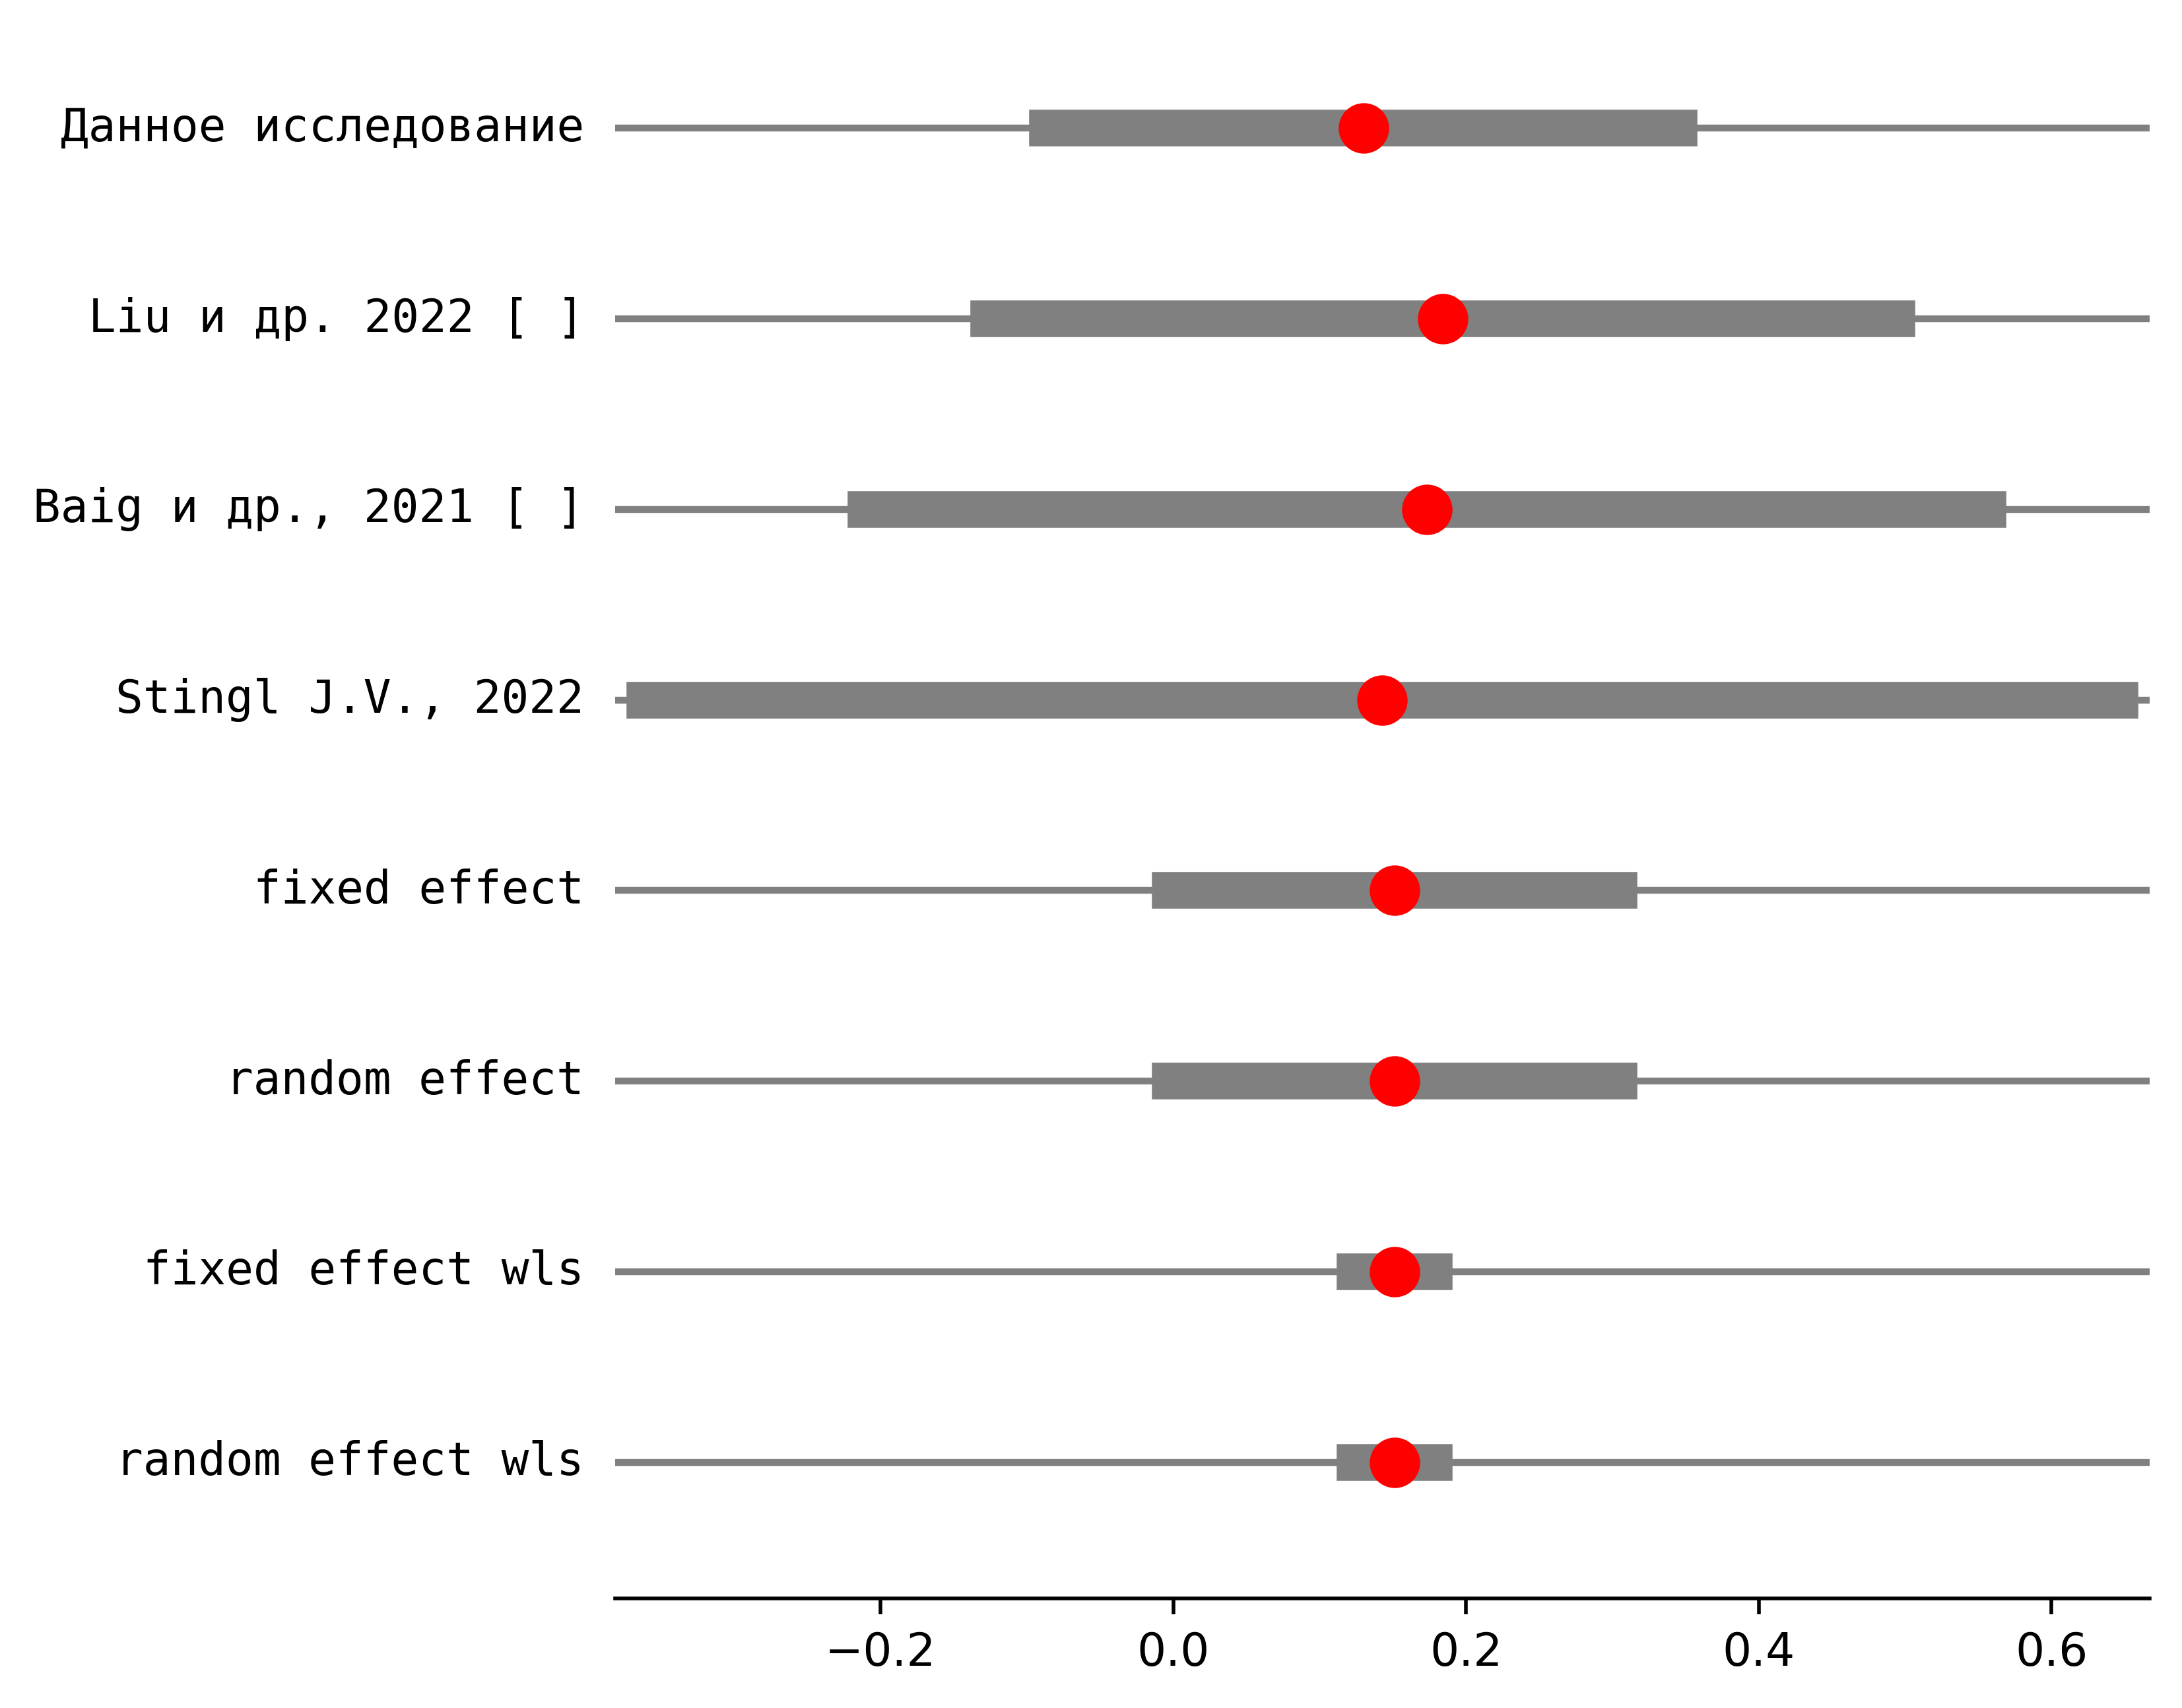 Данное исследование
Liu и др. 2022 [ ]
Baig и др., 2021 [ ]
Stingl J.V., 2022
fixed effect
random effect
fixed effect wls
random effect wls
−0.2 0.0 0.2 0.4 0.6